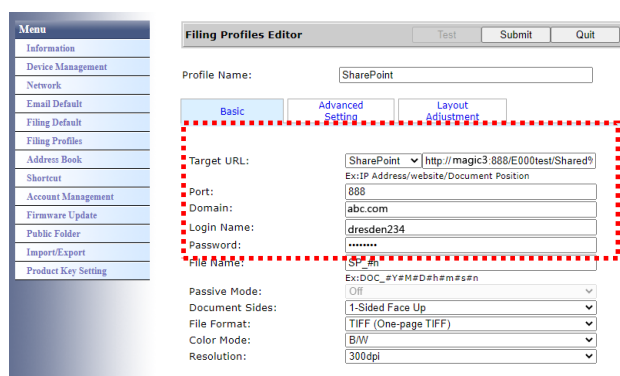 Menu
Information
Device Management
Network
Email Default
Filing Default
Filing Profiles
Address Book
Shortcut
Account Management
Firmware Update
Public Folder
Import/Export
Product Key Setting
Filing Profiles Editor Test Submit Quit
Profile Name: SharePoint
Basic Advanced Setting Layout Adjustment
Target URL: SharePoint http://magic3:888/E000test/Shared%
Ex:IP Address/website/Document Position
Port: 888
Domain: abc.com
Login Name: dresden234
Password: ••••••••
File Name: SP_#n
Ex:DOC_#Y#M#D#h#m#s#n
Passive Mode: Off
Document Sides: 1-Sided Face Up
File Format: TIFF (One-page TIFF)
Color Mode: B/W
Resolution: 300dpi